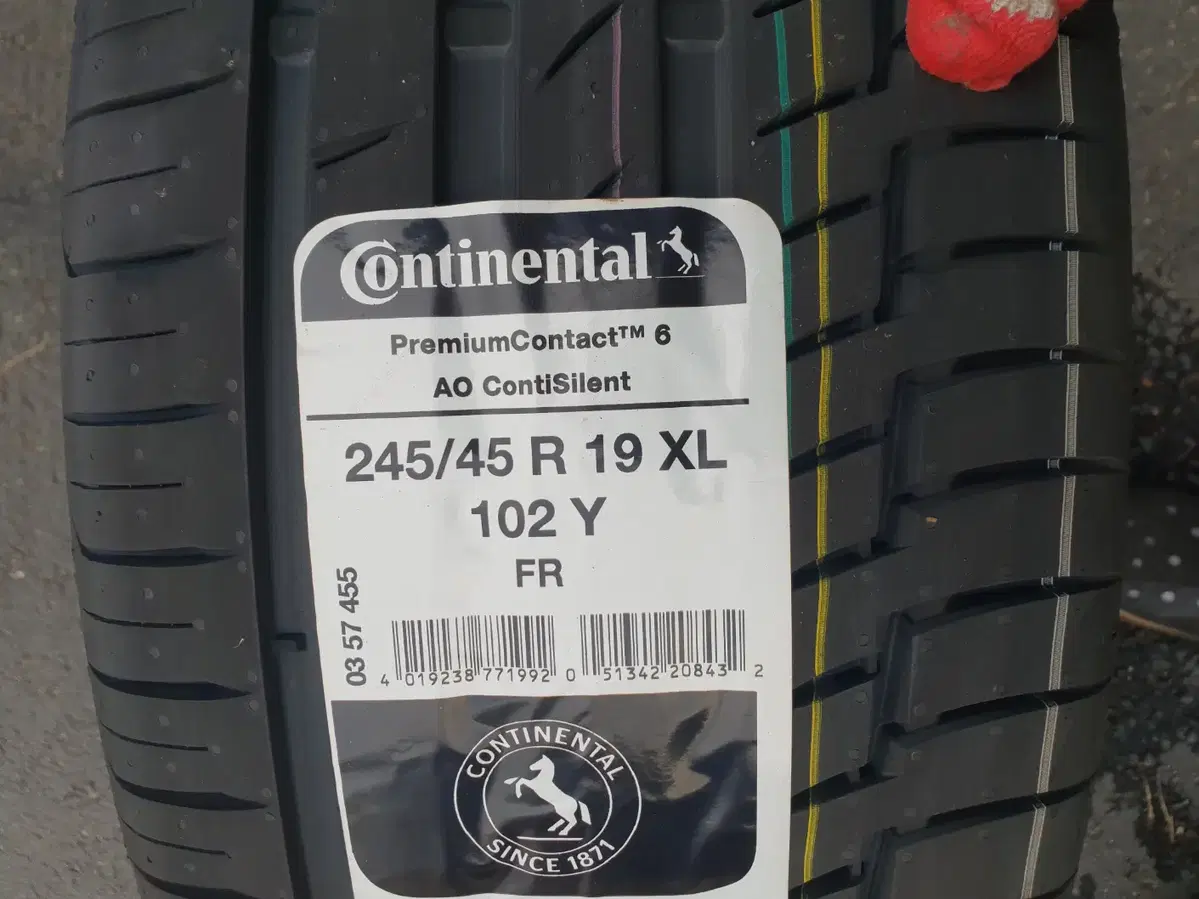 Continental
PremiumContact™ 6
AO ContiSilent
245/45 R 19 XL
102 Y
FR
03 57 455
4 019238 771992 0 51342 20843 2
CONTINENTAL
SINCE 1871